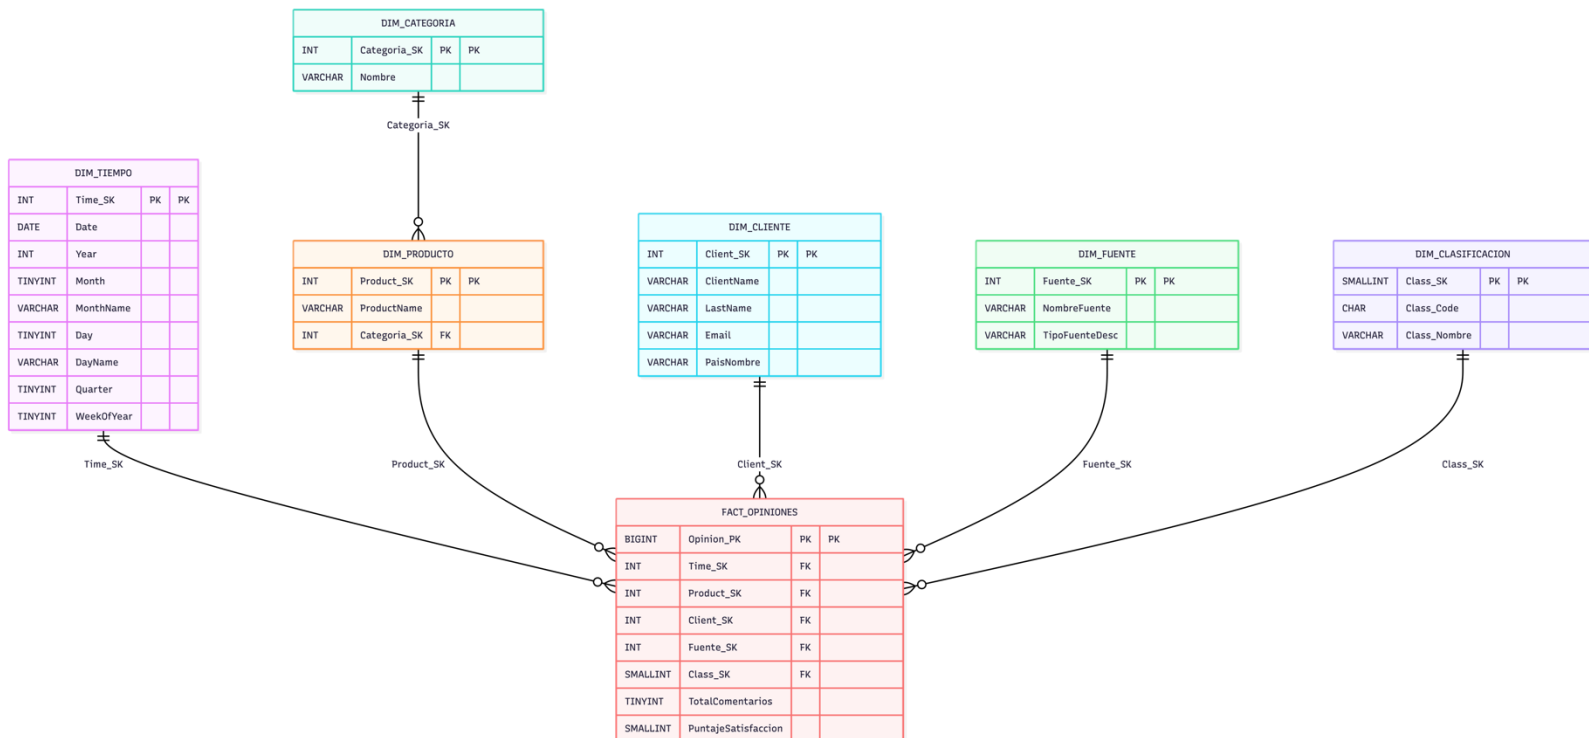 DIM_CATEGORIA
INT Categoria_SK PK PK
VARCHAR Nombre
Categoria_SK
DIM_TIEMPO
INT Time_SK PK PK
DATE Date
INT Year
TINYINT Month
VARCHAR MonthName
TINYINT Day
VARCHAR DayName
TINYINT Quarter
TINYINT WeekOfYear
DIM_PRODUCTO
INT Product_SK PK PK
VARCHAR ProductName
INT Categoria_SK FK
DIM_CLIENTE
INT Client_SK PK PK
VARCHAR ClientName
VARCHAR LastName
VARCHAR Email
VARCHAR PaisNombre
DIM_FUENTE
INT Fuente_SK PK PK
VARCHAR NombreFuente
VARCHAR TipoFuenteDesc
DIM_CLASIFICACION
SMALLINT Class_SK PK PK
CHAR Class_Code
VARCHAR Class_Nombre
Time_SK
Product_SK
Client_SK
Fuente_SK
Class_SK
FACT_OPINIONES
BIGINT Opinion_PK PK PK
INT Time_SK FK
INT Product_SK FK
INT Client_SK FK
INT Fuente_SK FK
SMALLINT Class_SK FK
TINYINT TotalComentarios
SMALLINT PuntajeSatisfaccion